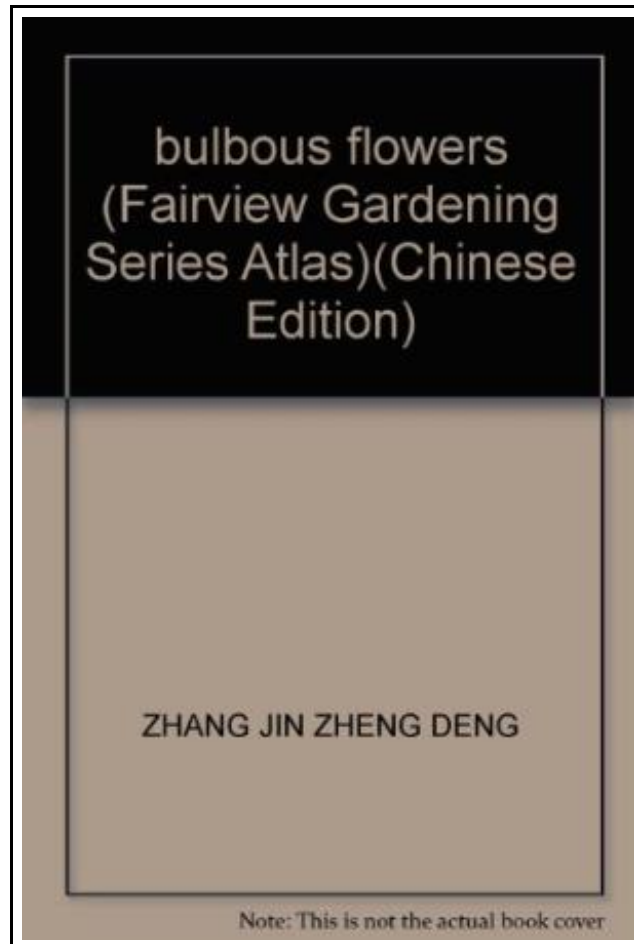 bulbous flowers
(Fairview Gardening
Series Atlas)(Chinese
Edition)
ZHANG JIN ZHENG DENG
Note: This is not the actual book cover